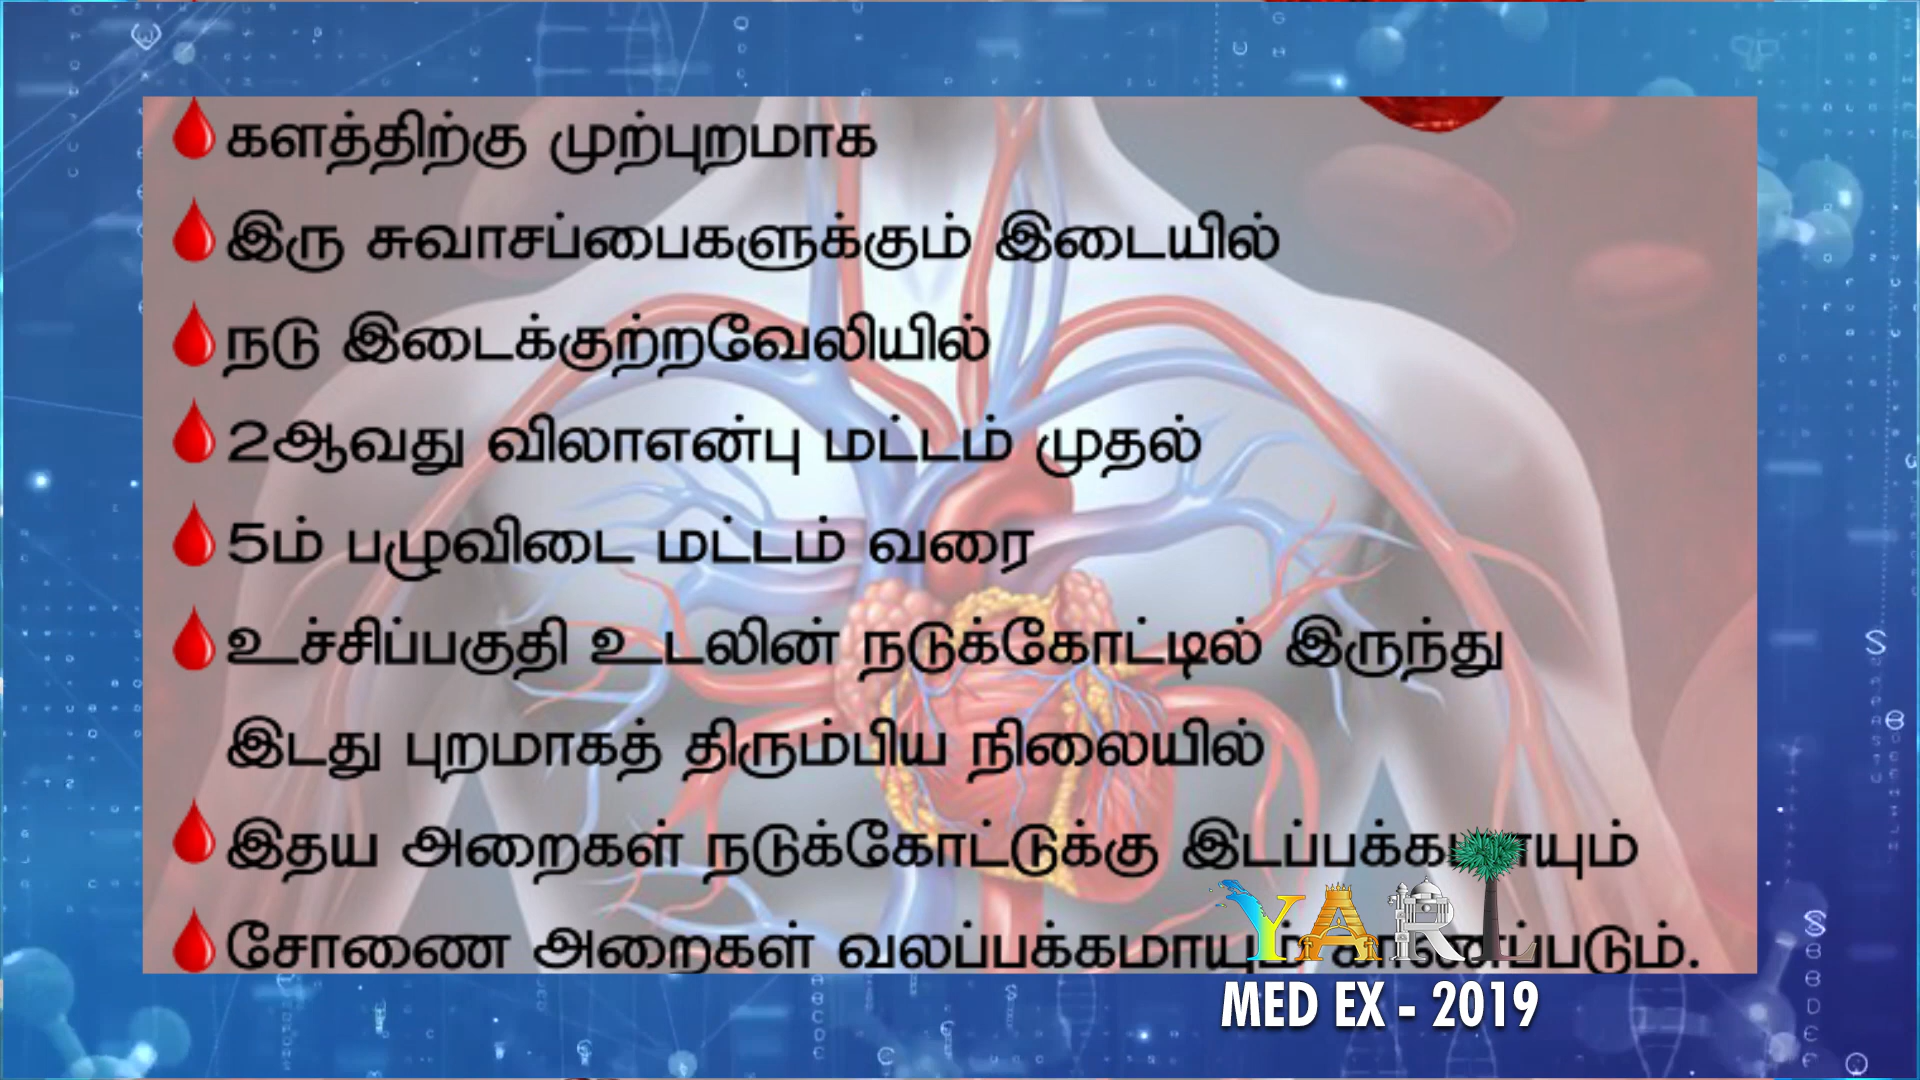 களத்திற்கு முற்புறமாக
இரு சுவாசப்பைகளுக்கும் இடையில்
நடு இடைக்குற்றவேலியில்
2ஆவது விலாஎன்பு மட்டம் முதல்
5ம் பழுவிடை மட்டம் வரை
உச்சிப்பகுதி உடலின் நடுக்கோட்டில் இருந்து
இடது புறமாகத் திரும்பிய நிலையில்
இதய அறைகள் நடுக்கோட்டுக்கு இடப்பக்கமாயும்
சோணை அறைகள் வலப்பக்கமாயும் காணப்படும்.
YARL
MED EX - 2019